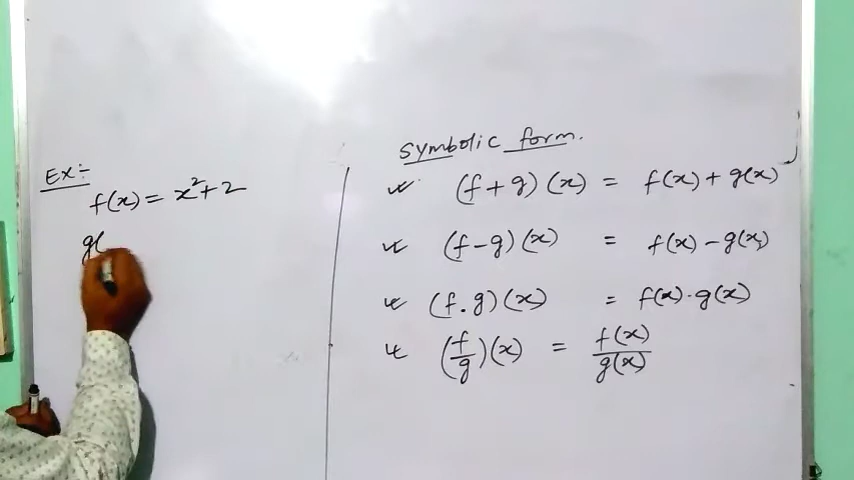 Ex:-
f(x) = x²+2
g(
Symbolic form.
(f+g)(x) = f(x)+g(x)
(f-g)(x) = f(x)-g(x)
(f.g)(x) = f(x).g(x)
(f/g)(x) = f(x)/g(x)